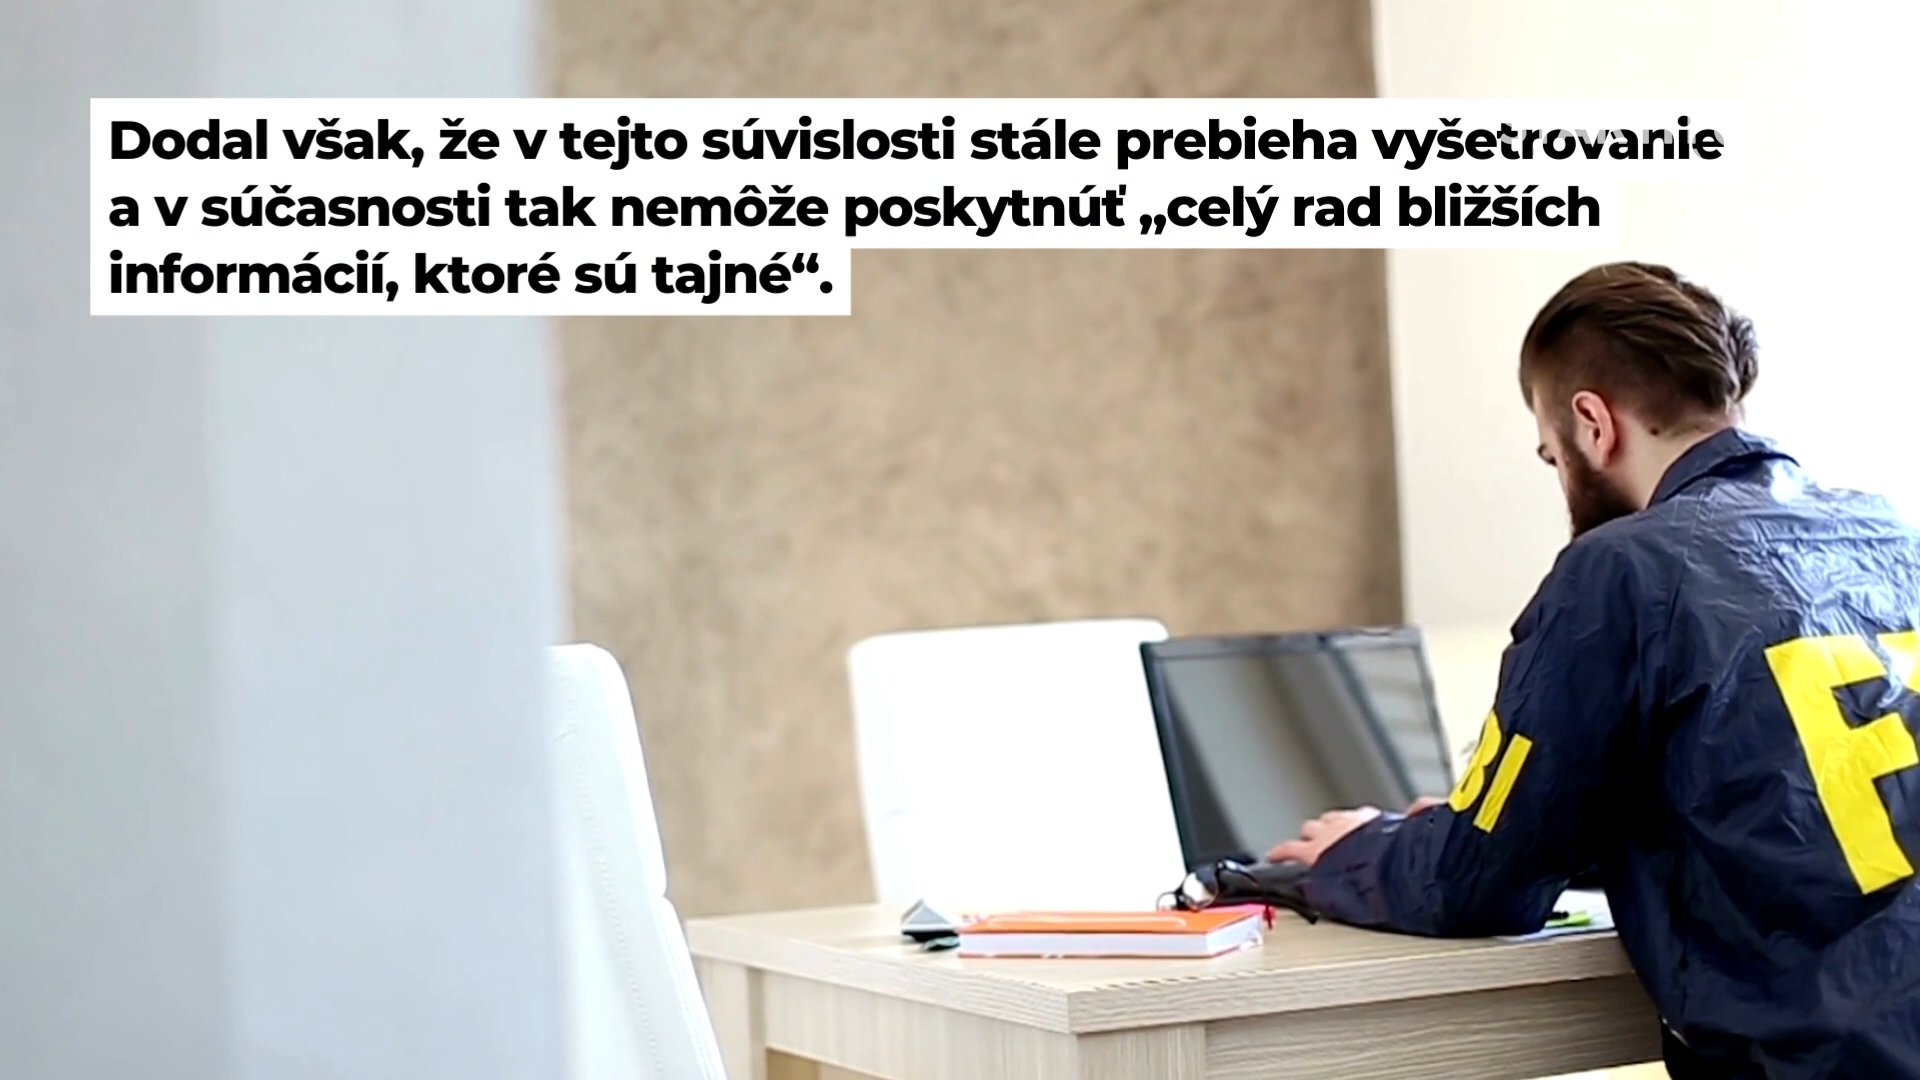 Dodal však, že v tejto súvislosti stále prebieha vyšetrovanie
a v súčasnosti tak nemôže poskytnúť „celý rad bližších
informácií, ktoré sú tajné“.
BI
F